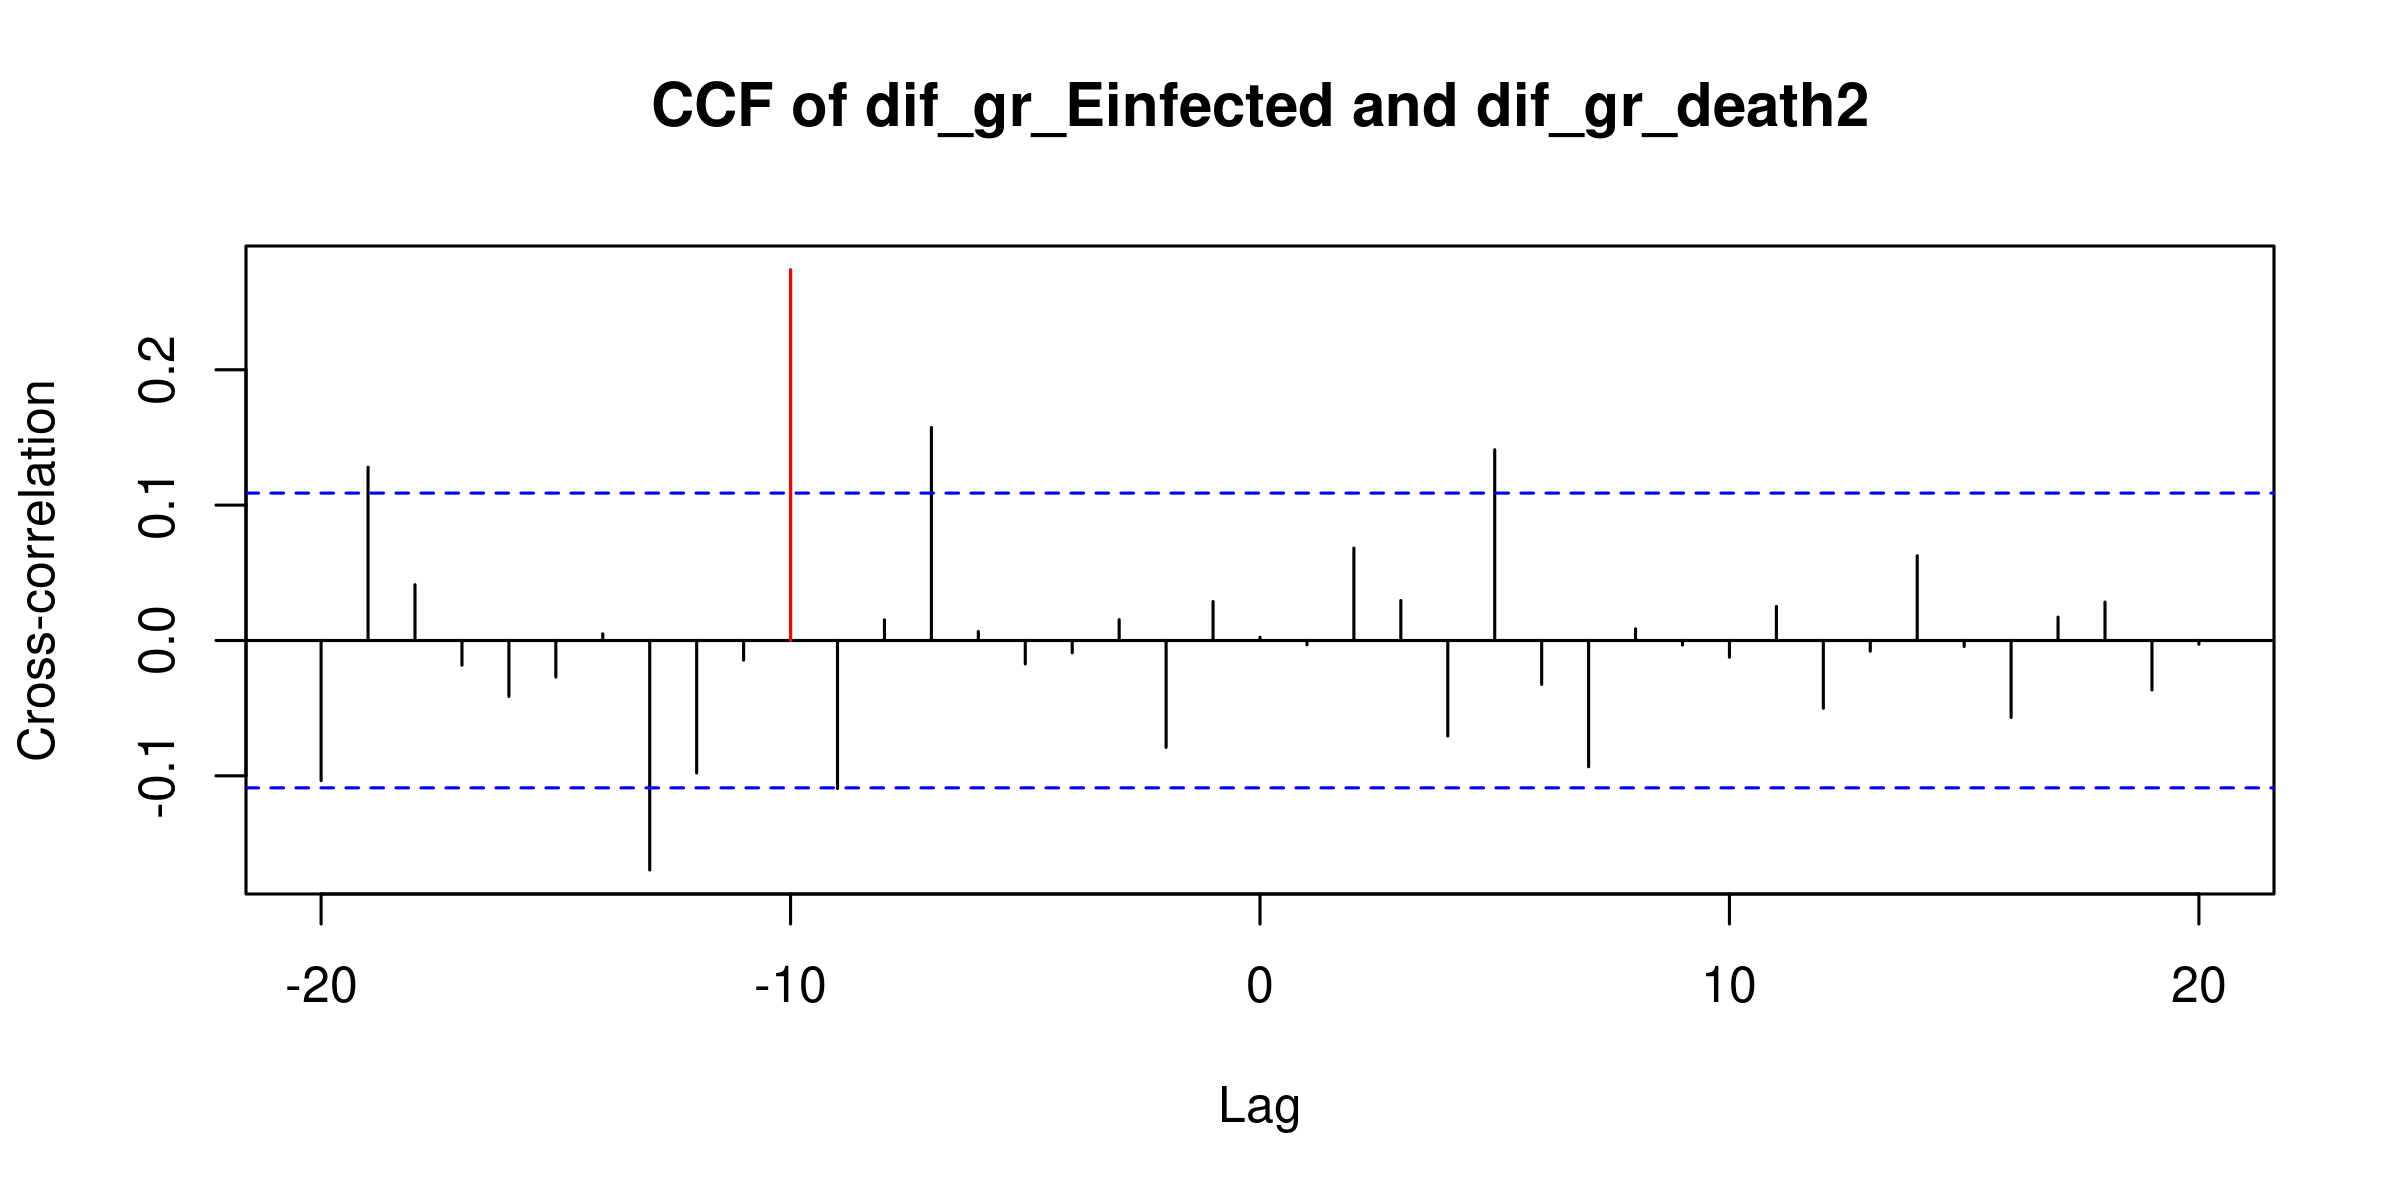 CCF of dif_gr_Einfected and dif_gr_death2
Cross-correlation
0.2
0.1
0.0
-0.1
-20 -10 0 10 20
Lag